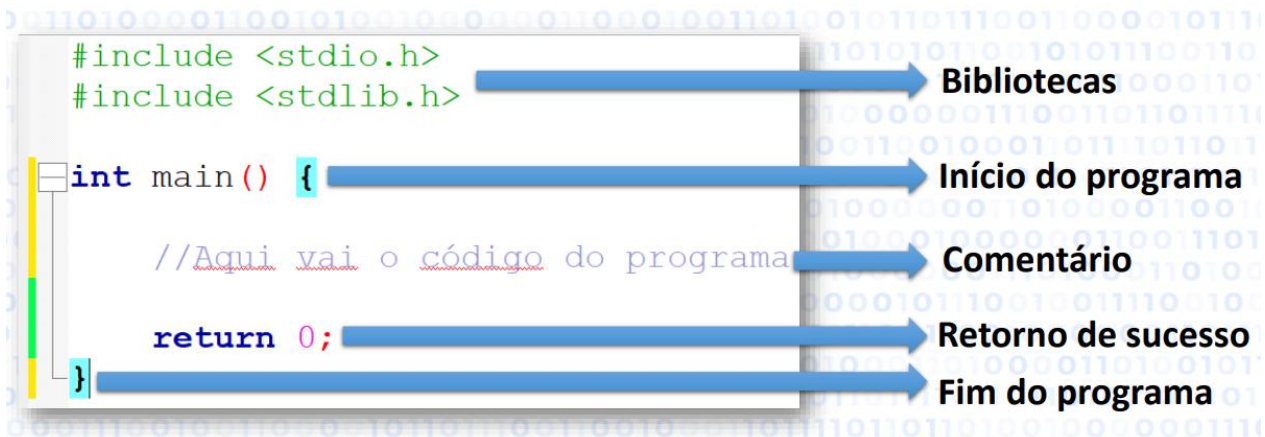 #include <stdio.h>
#include <stdlib.h>
Bibliotecas
int main() {
Início do programa
//Aqui vai o código do programa
Comentário
return 0;
Retorno de sucesso
}
Fim do programa